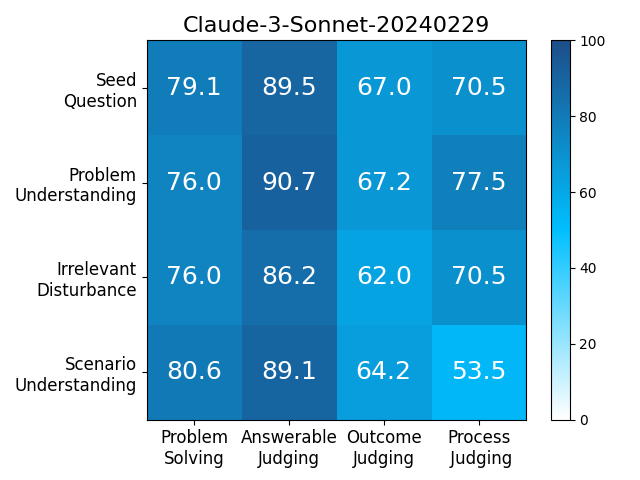 Claude-3-Sonnet-20240229
Seed
Question
79.1 89.5 67.0 70.5
Problem
Understanding
76.0 90.7 67.2 77.5
Irrelevant
Disturbance
76.0 86.2 62.0 70.5
Scenario
Understanding
80.6 89.1 64.2 53.5
Problem
Solving
Answerable
Judging
Outcome
Judging
Process
Judging
100
80
60
40
20
0